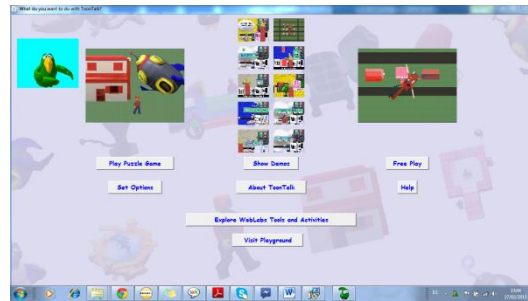 What do you want to do with ToonTalk?
Play Puzzle Game
Show Demos
Free Play
Set Options
About ToonTalk
Help
Explore WebLabs Tools and Activities
Visit Playground
ES